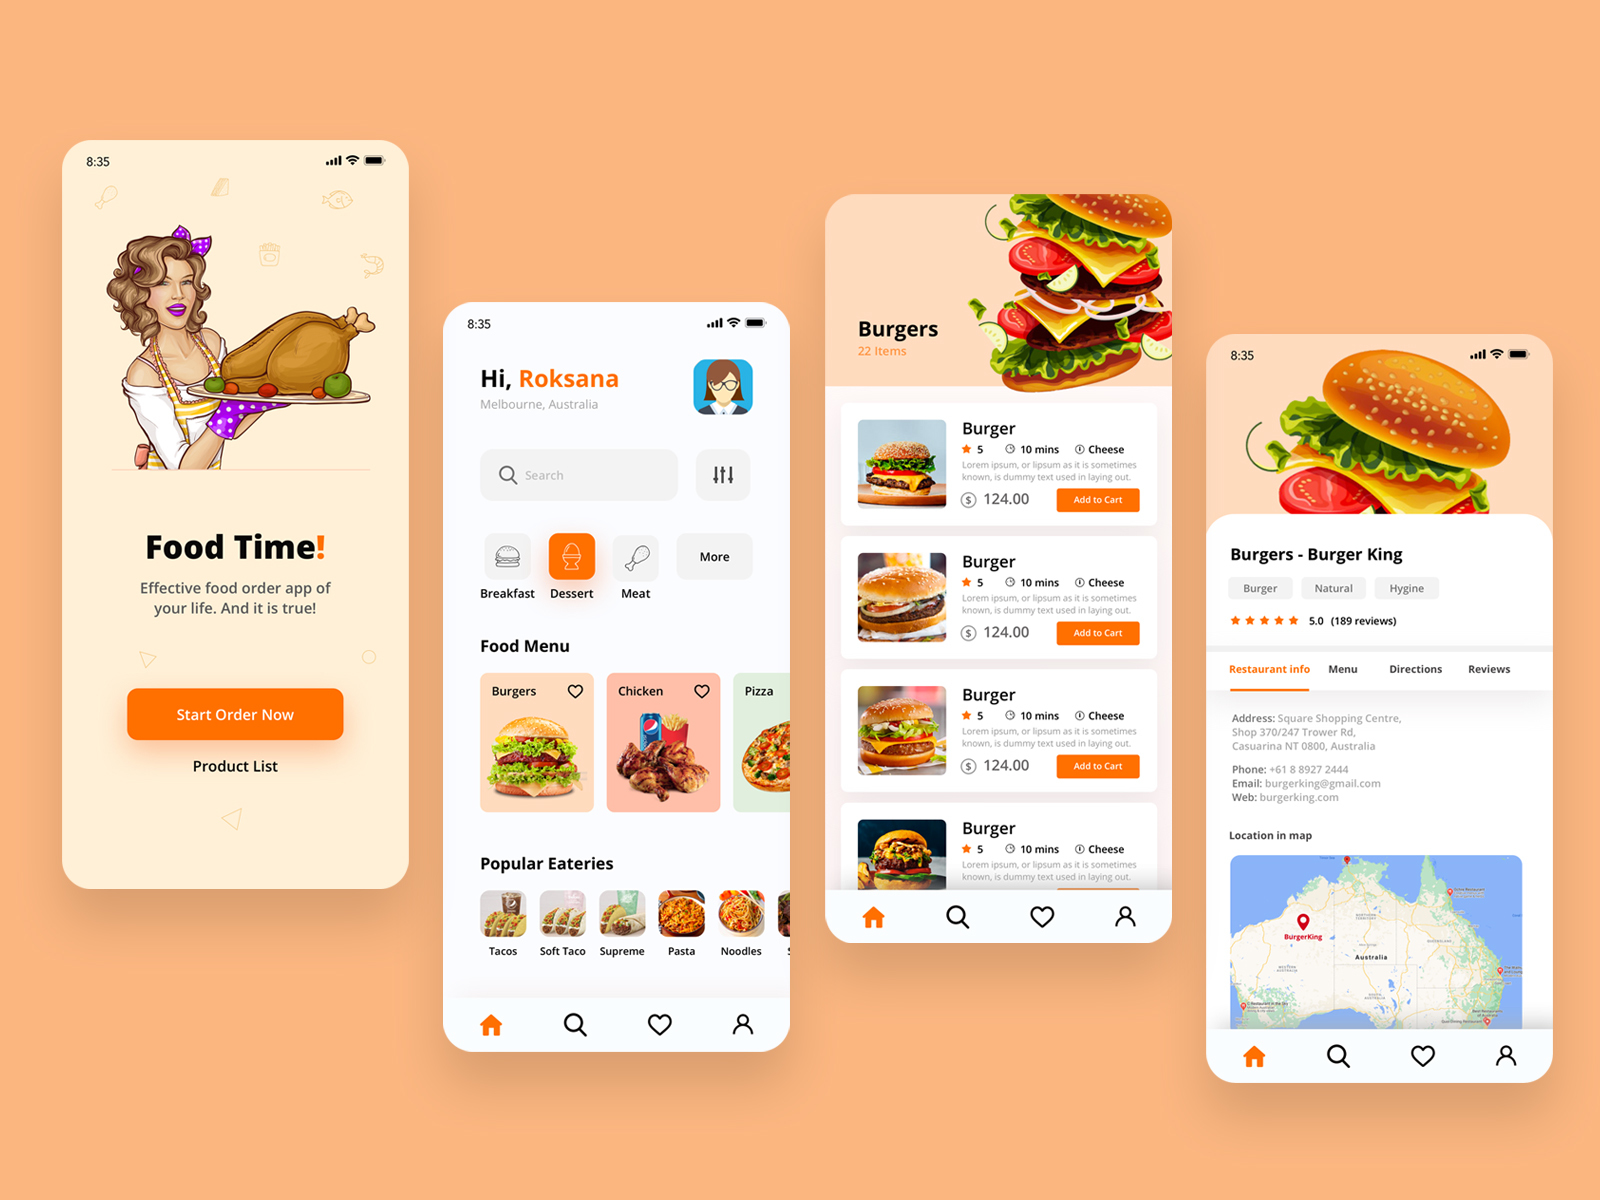 8:35
Food Time!
Effective food order app of
your life. And it is true!
Start Order Now
Product List
8:35
Hi, Roksana
Melbourne, Australia
Search
Breakfast
Dessert
Meat
More
Food Menu
Burgers
Chicken
Pizza
Popular Eateries
Tacos
Soft Taco
Supreme
Pasta
Noodles
Burgers
22 Items
Burger
5 10 mins Cheese
Lorem ipsum, or lipsum as it is sometimes
known, is dummy text used in laying out.
$ 124.00 Add to Cart
Burger
5 10 mins Cheese
Lorem ipsum, or lipsum as it is sometimes
known, is dummy text used in laying out.
$ 124.00 Add to Cart
Burger
5 10 mins Cheese
Lorem ipsum, or lipsum as it is sometimes
known, is dummy text used in laying out.
$ 124.00 Add to Cart
Burger
5 10 mins Cheese
Lorem ipsum, or lipsum as it is sometimes
known, is dummy text used in laying out.
8:35
Burgers - Burger King
Burger Natural Hygine
5.0 (189 reviews)
Restaurant info Menu Directions Reviews
Address: Square Shopping Centre,
Shop 370/247 Trower Rd,
Casuarina NT 0800, Australia
Phone: +61 8 8927 2444
Email: burgerking@gmail.com
Web: burgerking.com
Location in map
BurgerKing
Australia